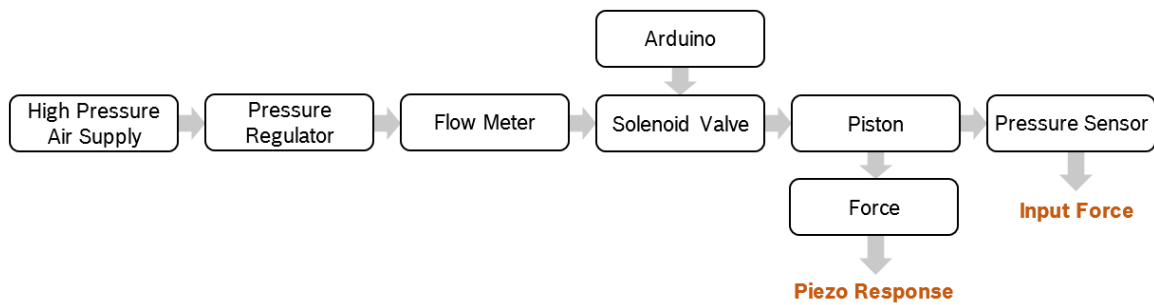 Arduino
High Pressure
Air Supply
Pressure
Regulator
Flow Meter
Solenoid Valve
Piston
Pressure Sensor
Force
Input Force
Piezo Response